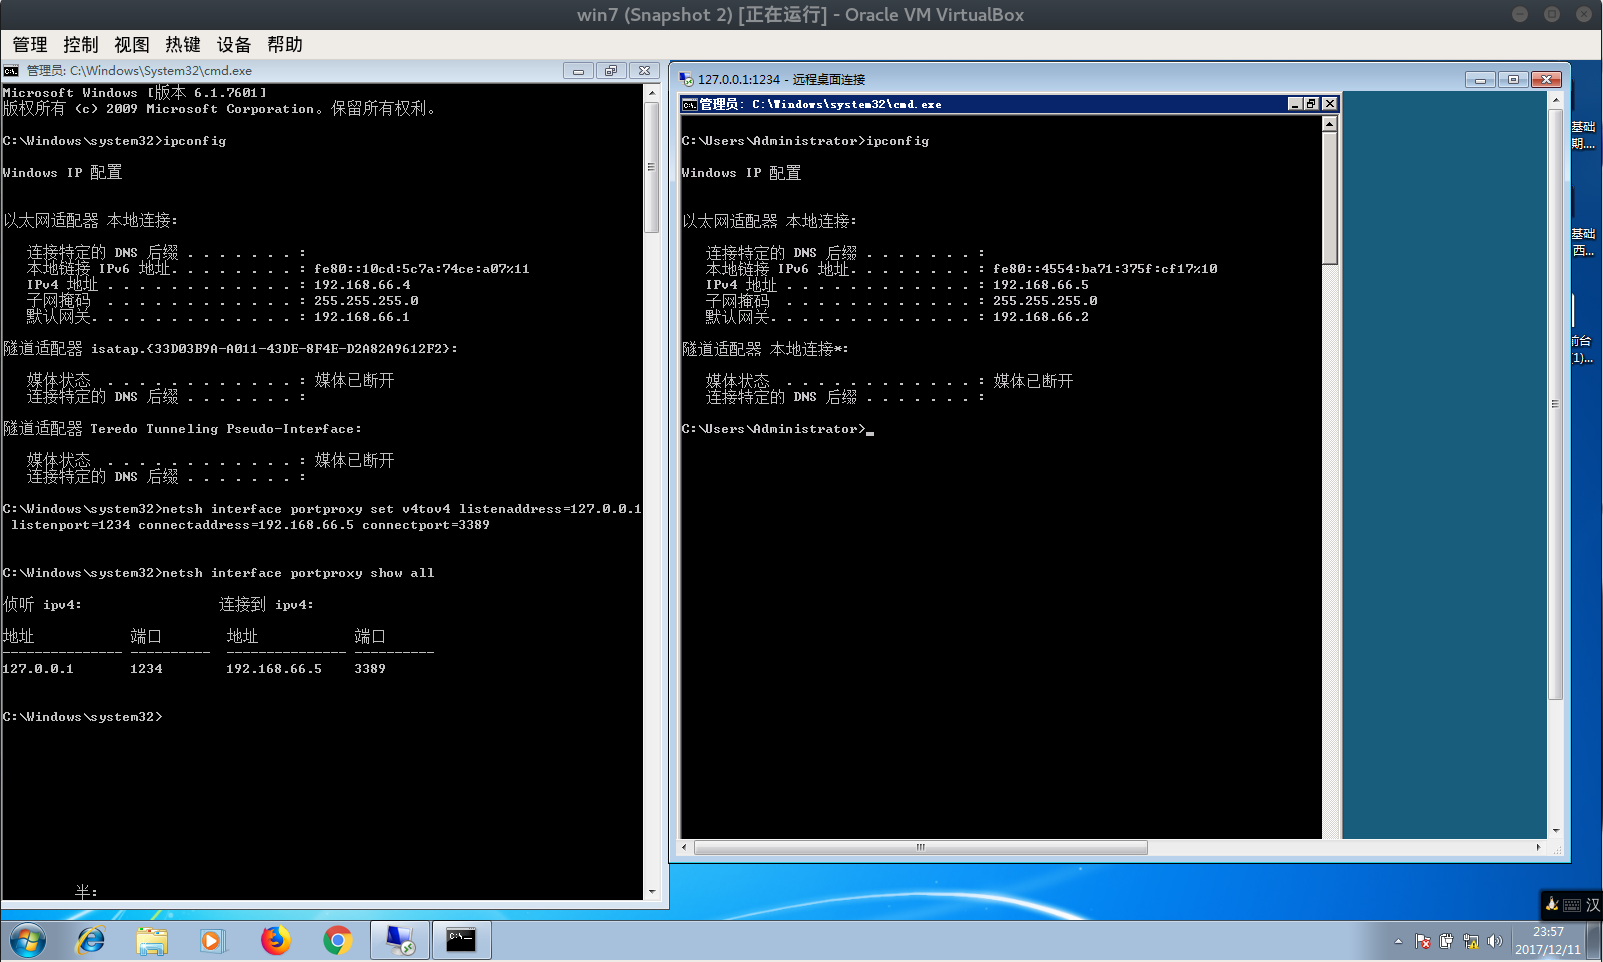 win7 (Snapshot 2) [正在运行] - Oracle VM VirtualBox
管理 控制 视图 热键 设备 帮助
管理员: C:\Windows\System32\cmd.exe
Microsoft Windows [版本 6.1.7601]
版权所有 (c) 2009 Microsoft Corporation。保留所有权利。
C:\Windows\system32>ipconfig
Windows IP 配置
以太网适配器 本地连接:
连接特定的 DNS 后缀 . . . . . . . :
本地链接 IPv6 地址. . . . . . . . : fe80::10cd:5c7a:74ce:a07%11
IPv4 地址 . . . . . . . . . . . . : 192.168.66.4
子网掩码  . . . . . . . . . . . . : 255.255.255.0
默认网关. . . . . . . . . . . . . : 192.168.66.1
隧道适配器 isatap.{33D03B9A-A011-43DE-8F4E-D2A82A9612F2}:
媒体状态  . . . . . . . . . . . . : 媒体已断开
连接特定的 DNS 后缀 . . . . . . . :
隧道适配器 Teredo Tunneling Pseudo-Interface:
媒体状态  . . . . . . . . . . . . : 媒体已断开
连接特定的 DNS 后缀 . . . . . . . :
C:\Windows\system32>netsh interface portproxy set v4tov4 listenaddress=127.0.0.1
listenport=1234 connectaddress=192.168.66.5 connectport=3389
C:\Windows\system32>netsh interface portproxy show all
侦听 ipv4: 连接到 ipv4:
地址 端口 地址 端口
--------------- ---------- --------------- ----------
127.0.0.1 1234 192.168.66.5 3389
C:\Windows\system32>
半:
127.0.0.1:1234 - 远程桌面连接
管理员: C:\Windows\system32\cmd.exe
C:\Users\Administrator>ipconfig
Windows IP 配置
以太网适配器 本地连接:
连接特定的 DNS 后缀 . . . . . . . :
本地链接 IPv6 地址. . . . . . . . : fe80::4554:ba71:375f:cf17%10
IPv4 地址 . . . . . . . . . . . . : 192.168.66.5
子网掩码  . . . . . . . . . . . . : 255.255.255.0
默认网关. . . . . . . . . . . . . : 192.168.66.2
隧道适配器 本地连接*:
媒体状态  . . . . . . . . . . . . : 媒体已断开
连接特定的 DNS 后缀 . . . . . . . :
C:\Users\Administrator>_
基础
期....
基础
西...
前台
(1)...
汉
23:57
2017/12/11